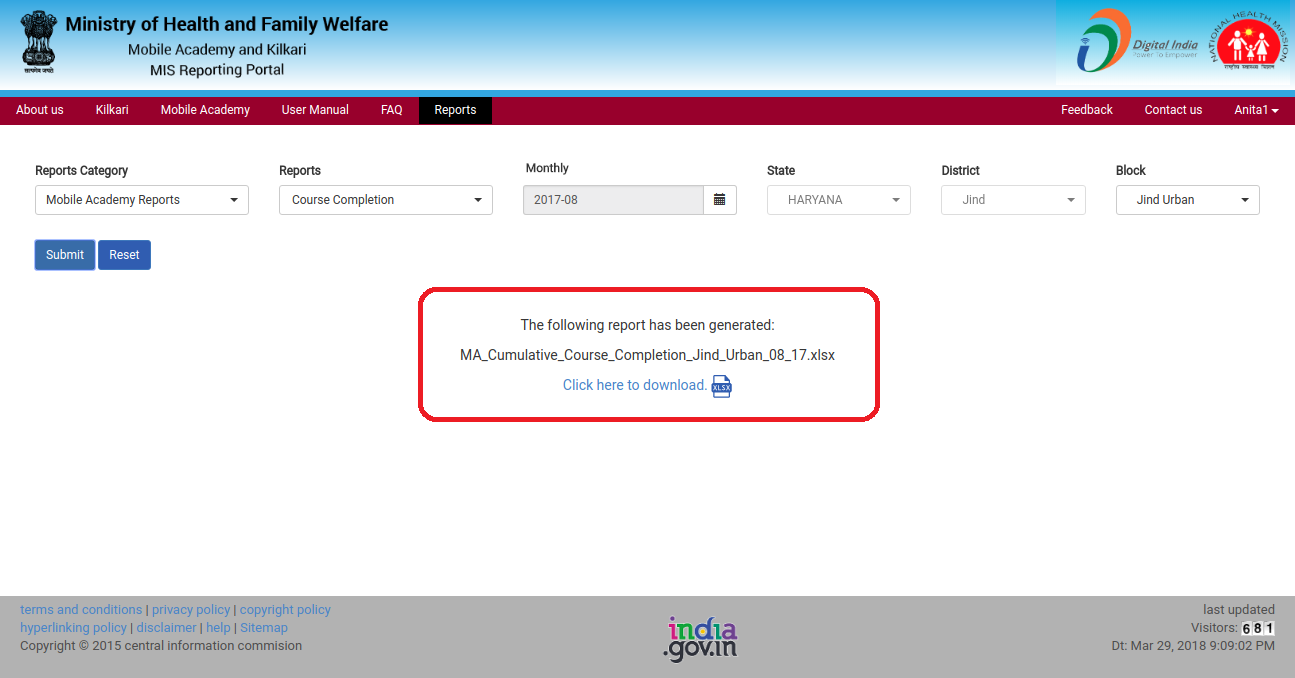 Ministry of Health and Family Welfare
Mobile Academy and Kilkari
MIS Reporting Portal
सत्यमेव जयते
Digital India
Power To Empower
NATIONAL HEALTH MISSION
राष्ट्रीय स्वास्थ्य मिशन
About us Kilkari Mobile Academy User Manual FAQ Reports Feedback Contact us Anita1
Reports Category Reports Monthly State District Block
Mobile Academy Reports Course Completion 2017-08 HARYANA Jind Jind Urban
Submit Reset
The following report has been generated:
MA_Cumulative_Course_Completion_Jind_Urban_08_17.xlsx
Click here to download. XLSX
terms and conditions | privacy policy | copyright policy
hyperlinking policy | disclaimer | help | Sitemap
Copyright © 2015 central information commision
india
.gov.in
last updated
Visitors: 681
Dt: Mar 29, 2018 9:09:02 PM